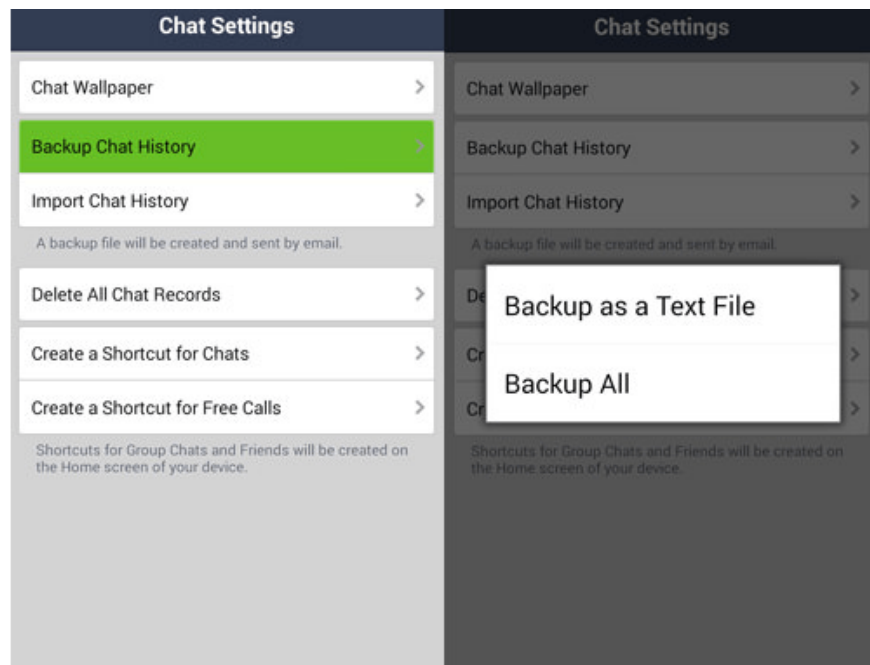 Chat Settings
Chat Wallpaper
Backup Chat History
Import Chat History
A backup file will be created and sent by email.
Delete All Chat Records
Create a Shortcut for Chats
Create a Shortcut for Free Calls
Shortcuts for Group Chats and Friends will be created on
the Home screen of your device.
Chat Settings
Chat Wallpaper
Backup Chat History
Import Chat History
A backup file will be created and sent by email.
De
Backup as a Text File
Cr
Backup All
Cr
Shortcuts for Group Chats and Friends will be created on
the Home screen of your device.